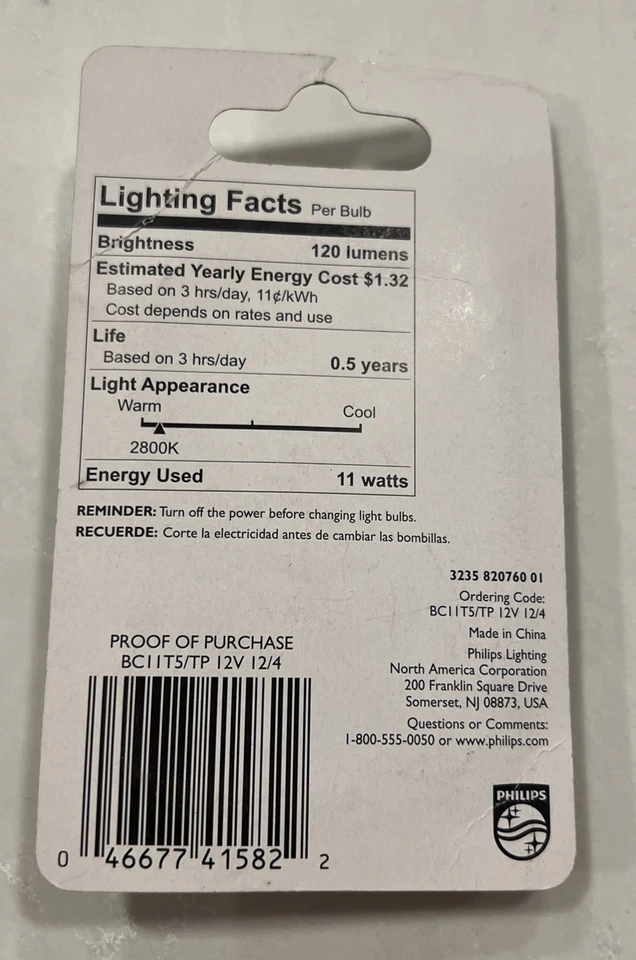 Lighting Facts Per Bulb
Brightness 120 lumens
Estimated Yearly Energy Cost $1.32
Based on 3 hrs/day, 11¢/kWh
Cost depends on rates and use
Life
Based on 3 hrs/day 0.5 years
Light Appearance
Warm Cool
2800K
Energy Used 11 watts
REMINDER: Turn off the power before changing light bulbs.
RECUERDE: Corte la electricidad antes de cambiar las bombillas.
3235 820760 01
Ordering Code:
BC11T5/TP 12V 12/4
Made in China
Philips Lighting
North America Corporation
200 Franklin Square Drive
Somerset, NJ 08873, USA
Questions or Comments:
1-800-555-0050 or www.philips.com
PROOF OF PURCHASE
BC11T5/TP 12V 12/4
0 46677 41582 2
PHILIPS